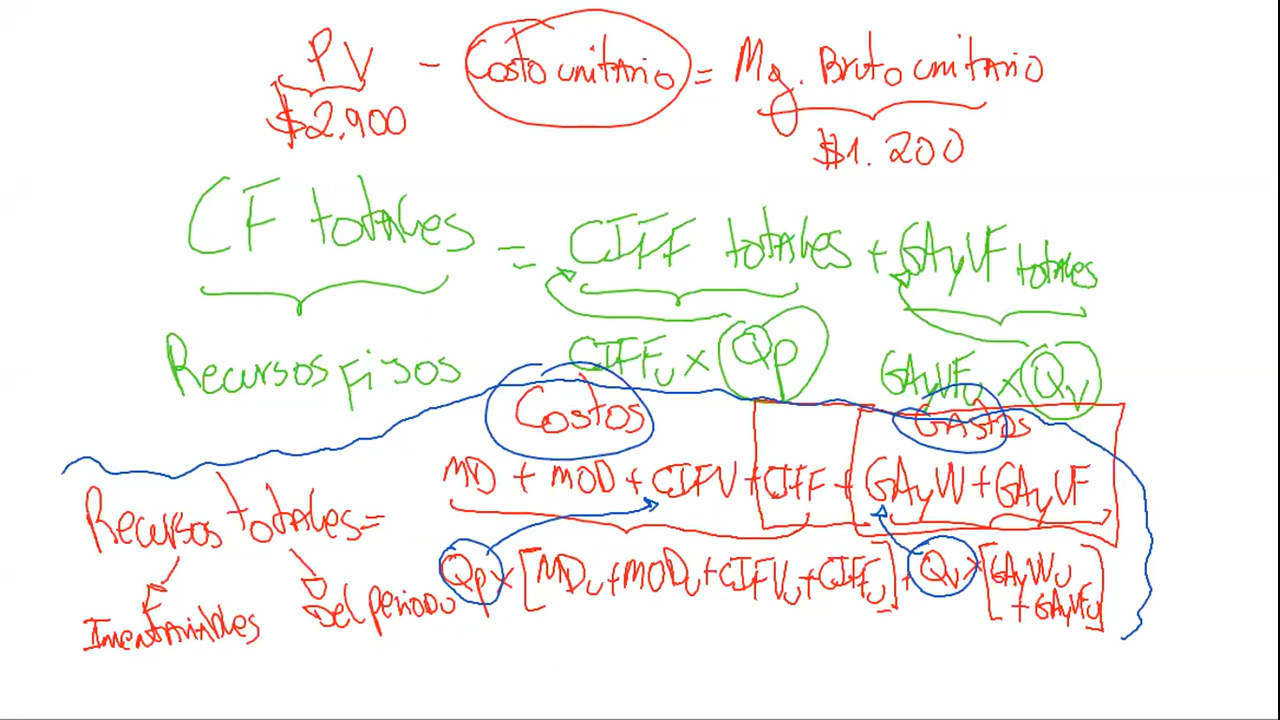 PV - Costo unitario = Mg. Bruto unitario
$2.900
$1.200
CF totales = CIFF totales + GAyVF totales
Recursos Fijos
CIFFu x Qp
GAyVFu x Qv
Costos
GAstos
MD + MOD + CIFV + CIFF + GAyVV + GAyVF
Recursos totales =
Qp x [MDu + MODu + CIFVu + CIFFu] + Qv x [GAyVVu
+ GAyVFu]
Inventariables
Del periodo